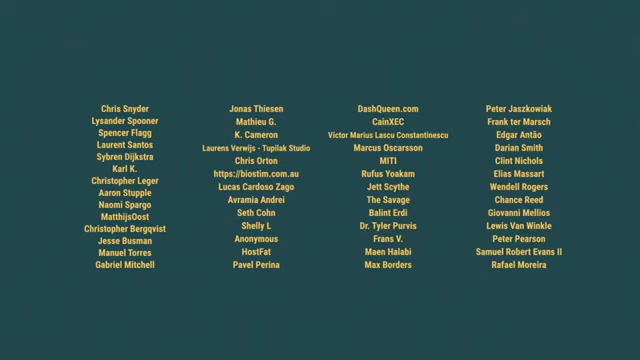 Chris Snyder
Lysander Spooner
Spencer Flagg
Laurent Santos
Sybren Dijkstra
Karl K.
Christopher Leger
Aaron Stupple
Naomi Spargo
MatthijsOost
Christopher Bergqvist
Jesse Busman
Manuel Torres
Gabriel Mitchell
Jonas Thiesen
Mathieu G.
K. Cameron
Laurens Verwijs - Tupilak Studio
Chris Orton
https://biostim.com.au
Lucas Cardoso Zago
Avramia Andrei
Seth Cohn
Shelly L
Anonymous
HostFat
Pavel Perina
DashQueen.com
CainXEC
Victor Marius Lascu Constantinescu
Marcus Oscarsson
MITI
Rufus Yoakam
Jett Scythe
The Savage
Balint Erdi
Dr. Tyler Purvis
Frans V.
Maen Halabi
Max Borders
Peter Jaszkowiak
Frank ter Marsch
Edgar Antão
Darian Smith
Clint Nichols
Elias Massart
Wendell Rogers
Chance Reed
Giovanni Mellios
Lewis Van Winkle
Peter Pearson
Samuel Robert Evans II
Rafael Moreira